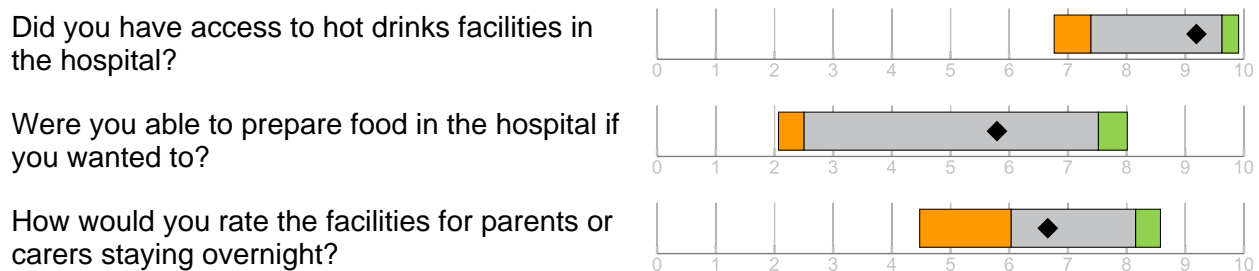 Did you have access to hot drinks facilities in
the hospital?
0 1 2 3 4 5 6 7 8 9 10
Were you able to prepare food in the hospital if
you wanted to?
0 1 2 3 4 5 6 7 8 9 10
How would you rate the facilities for parents or
carers staying overnight?
0 1 2 3 4 5 6 7 8 9 10